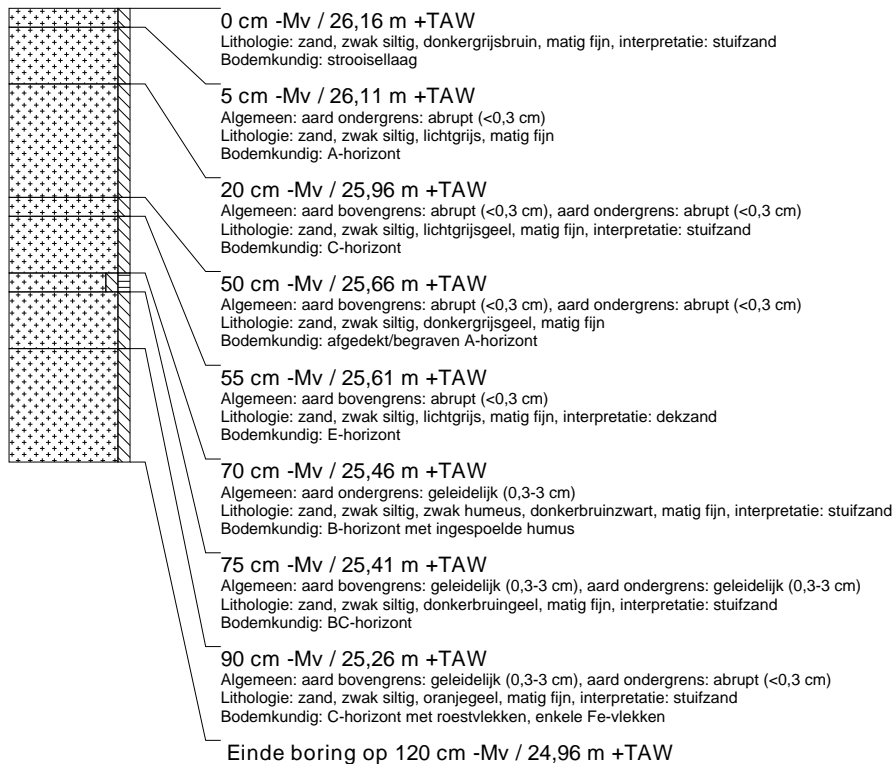 0 cm -Mv / 26,16 m +TAW
Lithologie: zand, zwak siltig, donkergrijsbruin, matig fijn, interpretatie: stuifzand
Bodemkundig: strooisellaag
5 cm -Mv / 26,11 m +TAW
Algemeen: aard ondergrens: abrupt (<0,3 cm)
Lithologie: zand, zwak siltig, lichtgrijs, matig fijn
Bodemkundig: A-horizont
20 cm -Mv / 25,96 m +TAW
Algemeen: aard bovengrens: abrupt (<0,3 cm), aard ondergrens: abrupt (<0,3 cm)
Lithologie: zand, zwak siltig, lichtgrijsgeel, matig fijn, interpretatie: stuifzand
Bodemkundig: C-horizont
50 cm -Mv / 25,66 m +TAW
Algemeen: aard bovengrens: abrupt (<0,3 cm), aard ondergrens: abrupt (<0,3 cm)
Lithologie: zand, zwak siltig, donkergrijsgeel, matig fijn
Bodemkundig: afgedekt/begraven A-horizont
55 cm -Mv / 25,61 m +TAW
Algemeen: aard bovengrens: abrupt (<0,3 cm)
Lithologie: zand, zwak siltig, lichtgrijs, matig fijn, interpretatie: dekzand
Bodemkundig: E-horizont
70 cm -Mv / 25,46 m +TAW
Algemeen: aard ondergrens: geleidelijk (0,3-3 cm)
Lithologie: zand, zwak siltig, zwak humeus, donkerbruinzwart, matig fijn, interpretatie: stuifzand
Bodemkundig: B-horizont met ingespoelde humus
75 cm -Mv / 25,41 m +TAW
Algemeen: aard bovengrens: geleidelijk (0,3-3 cm), aard ondergrens: geleidelijk (0,3-3 cm)
Lithologie: zand, zwak siltig, donkerbruingeel, matig fijn, interpretatie: stuifzand
Bodemkundig: BC-horizont
90 cm -Mv / 25,26 m +TAW
Algemeen: aard bovengrens: geleidelijk (0,3-3 cm), aard ondergrens: abrupt (<0,3 cm)
Lithologie: zand, zwak siltig, oranjegeel, matig fijn, interpretatie: stuifzand
Bodemkundig: C-horizont met roestvlekken, enkele Fe-vlekken
Einde boring op 120 cm -Mv / 24,96 m +TAW